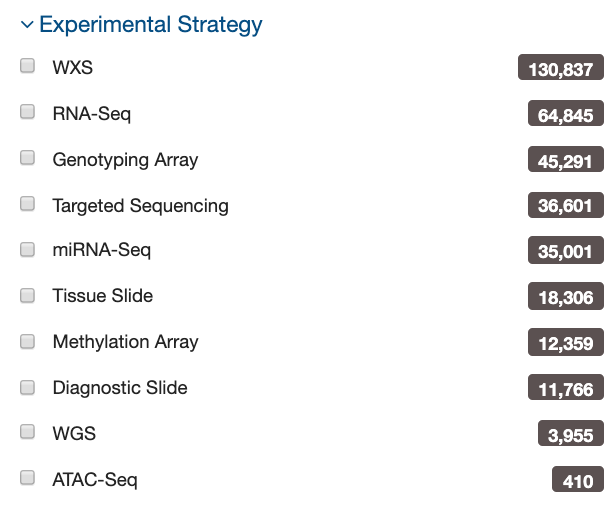 Experimental Strategy
WXS 130,837
RNA-Seq 64,845
Genotyping Array 45,291
Targeted Sequencing 36,601
miRNA-Seq 35,001
Tissue Slide 18,306
Methylation Array 12,359
Diagnostic Slide 11,766
WGS 3,955
ATAC-Seq 410